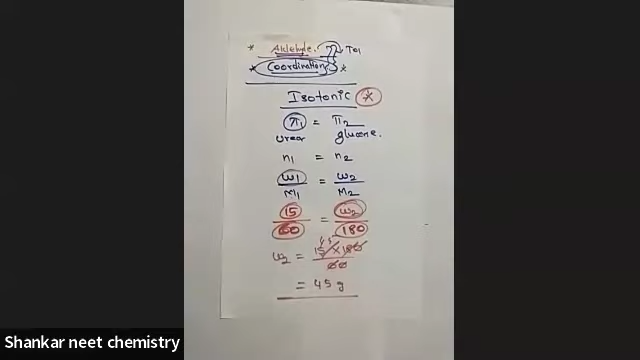 * Aldehyde. Tol
* Coordination *
Isotonic *
π1 = π2
urea glucose.
n1 = n2
w1/M1 = w2/M2
15/60 = w2/180
w2 = 15 × 180/60
= 45 g
Shankar neet chemistry